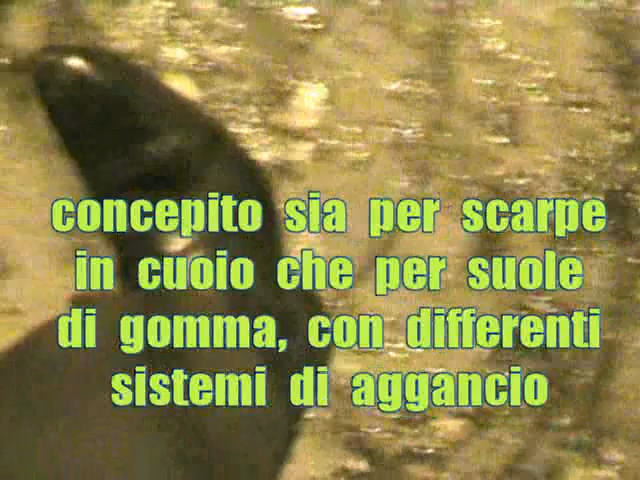 concepito sia per scarpe
in cuoio che per suole
di gomma, con differenti
sistemi di aggancio